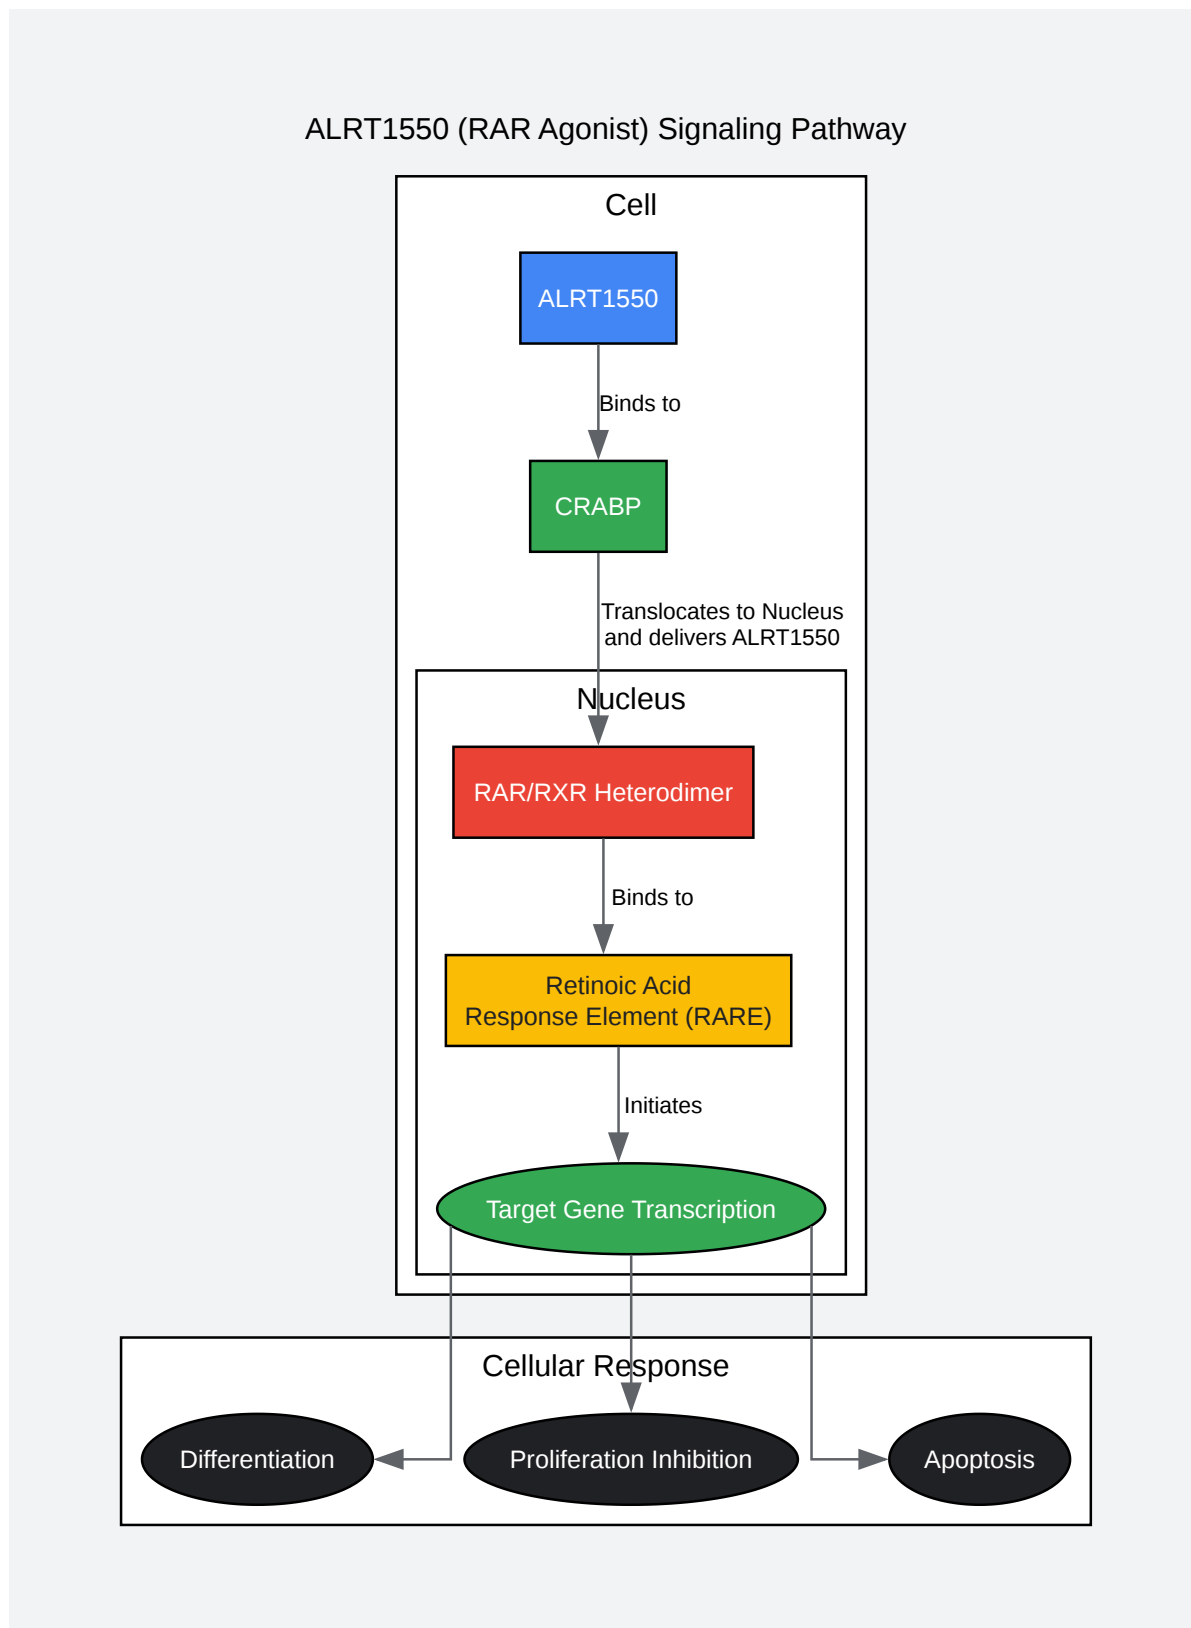 ALRT1550 (RAR Agonist) Signaling Pathway
Cell
ALRT1550
Binds to
CRABP
Translocates to Nucleus
and delivers ALRT1550
Nucleus
RAR/RXR Heterodimer
Binds to
Retinoic Acid
Response Element (RARE)
Initiates
Target Gene Transcription
Cellular Response
Differentiation
Proliferation Inhibition
Apoptosis